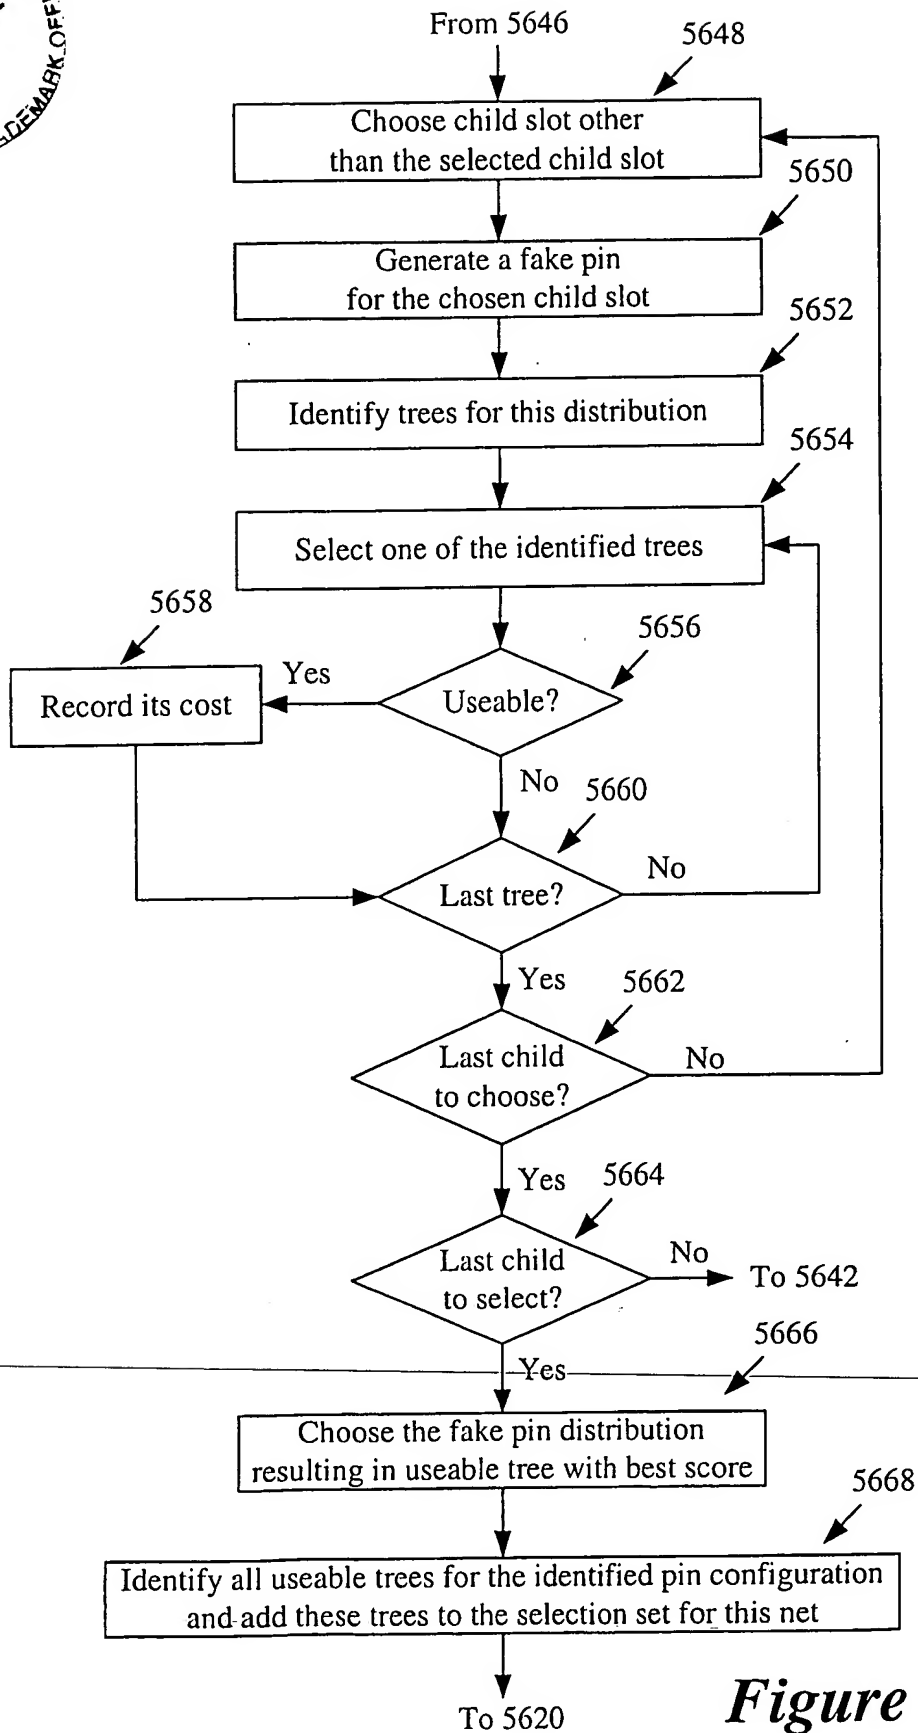 From 5646
5648
Choose child slot other
than the selected child slot
5650
Generate a fake pin
for the chosen child slot
5652
Identify trees for this distribution
5654
Select one of the identified trees
5658
5656
Yes
Useable?
Record its cost
No
5660
No
Last tree?
Yes
5662
Last child
to choose?
No
Yes
5664
Last child
to select?
No
To 5642
5666
Yes
Choose the fake pin distribution
resulting in useable tree with best score
5668
Identify all useable trees for the identified pin configuration
and add these trees to the selection set for this net
To 5620
Figure